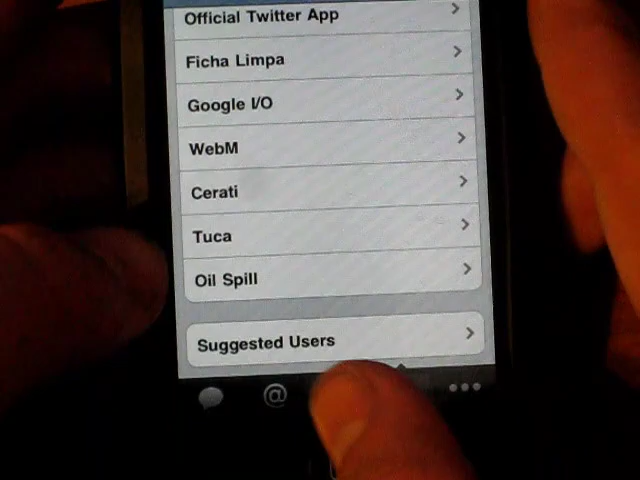 Official Twitter App
Ficha Limpa
Google I/O
WebM
Cerati
Tuca
Oil Spill
Suggested Users
@